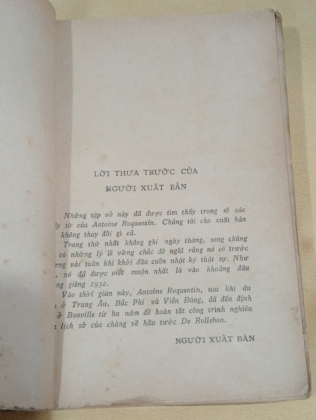 LỜI THƯA TRƯỚC CỦA
NGƯỜI XUẤT BẢN
Những tập vở này đã được tìm thấy trong tô các
từ của Antoine Roquentin. Chúng tôi cho xuất bản
không thay đổi gì cả.
Trang thứ nhất không ghi ngày tháng, song chúng
có những lý lẽ vững chắc để nghĩ rằng nó có trước
vài tuần khi khởi đầu cuốn nhật ký thật sự. Như
, nó đã được viết muộn nhất là vào khoảng đầu
giêng 1932.
Vào thời gian này, Antoine Roquentin, sau khi du
ở Trung Âu, Bắc Phi và Viễn Đông, đã đến định
ở Bouville từ ba năm để hoàn tất công trình nghiên
lịch sử của chàng về hầu tước De Rollebon.
NGƯỜI XUẤT BẢN